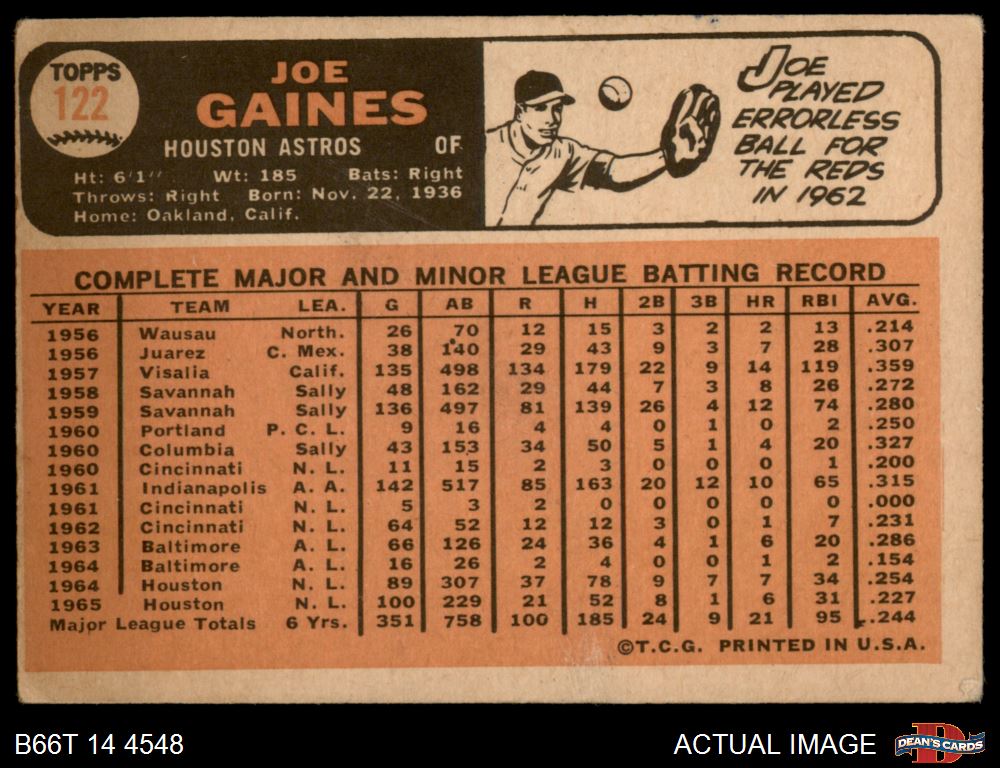 TOPPS
122
JOE
GAINES
HOUSTON ASTROS OF
Ht: 6'1" Wt: 185 Bats: Right
Throws: Right Born: Nov. 22, 1936
Home: Oakland, Calif.
JOE
PLAYED
ERRORLESS
BALL FOR
THE REDS
IN 1962
COMPLETE MAJOR AND MINOR LEAGUE BATTING RECORD
YEAR TEAM LEA. G AB R H 2B 3B HR RBI AVG.
1956 Wausau North. 26 70 12 15 3 2 2 13 .214
1956 Juarez C. Mex. 38 140 29 43 9 3 7 28 .307
1957 Visalia Calif. 135 498 134 179 22 9 14 119 .359
1958 Savannah Sally 48 162 29 44 7 3 8 26 .272
1959 Savannah Sally 136 497 81 139 26 4 12 74 .280
1960 Portland P. C. L. 9 16 4 4 0 1 0 2 .250
1960 Columbia Sally 43 153 34 50 5 1 4 20 .327
1960 Cincinnati N. L. 11 15 2 3 0 0 0 1 .200
1961 Indianapolis A. A. 142 517 85 163 20 12 10 65 .315
1961 Cincinnati N. L. 5 3 2 0 0 0 0 0 .000
1962 Cincinnati N. L. 64 52 12 12 3 0 1 7 .231
1963 Baltimore A. L. 66 126 24 36 4 1 6 20 .286
1964 Baltimore A. L. 16 26 2 4 0 0 1 2 .154
1964 Houston N. L. 89 307 37 78 9 7 7 34 .254
1965 Houston N. L. 100 229 21 52 8 1 6 31 .227
Major League Totals 6 Yrs. 351 758 100 185 24 9 21 95 .244
©T.C.G. PRINTED IN U.S.A.
B66T 14 4548
ACTUAL IMAGE
D
DEAN'S CARDS